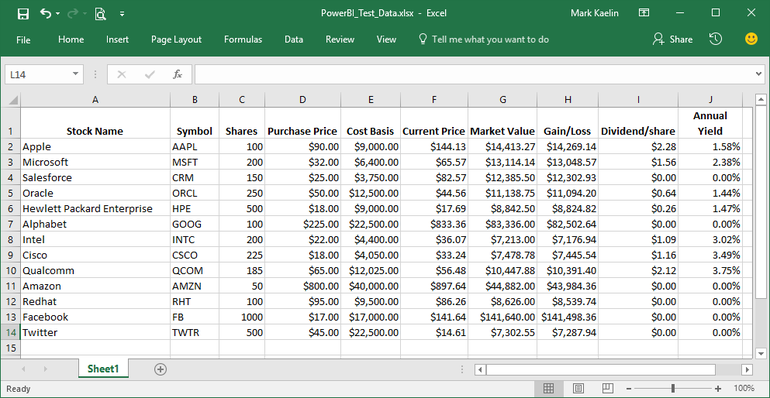 PowerBI_Test_Data.xlsx - Excel Mark Kaelin
File Home Insert Page Layout Formulas Data Review View Tell me what you want to do Share
L14 fx
A B C D E F G H I J
Annual
1 Stock Name Symbol Shares Purchase Price Cost Basis Current Price Market Value Gain/Loss Dividend/share Yield
2 Apple AAPL 100 $90.00 $9,000.00 $144.13 $14,413.27 $14,269.14 $2.28 1.58%
3 Microsoft MSFT 200 $32.00 $6,400.00 $65.57 $13,114.14 $13,048.57 $1.56 2.38%
4 Salesforce CRM 150 $25.00 $3,750.00 $82.57 $12,385.50 $12,302.93 $0.00 0.00%
5 Oracle ORCL 250 $50.00 $12,500.00 $44.56 $11,138.75 $11,094.20 $0.64 1.44%
6 Hewlett Packard Enterprise HPE 500 $18.00 $9,000.00 $17.69 $8,842.50 $8,824.82 $0.26 1.47%
7 Alphabet GOOG 100 $225.00 $22,500.00 $833.36 $83,336.00 $82,502.64 $0.00 0.00%
8 Intel INTC 200 $22.00 $4,400.00 $36.07 $7,213.00 $7,176.94 $1.09 3.02%
9 Cisco CSCO 225 $18.00 $4,050.00 $33.24 $7,478.78 $7,445.54 $1.16 3.49%
10 Qualcomm QCOM 185 $65.00 $12,025.00 $56.48 $10,447.88 $10,391.40 $2.12 3.75%
11 Amazon AMZN 50 $800.00 $40,000.00 $897.64 $44,882.00 $43,984.36 $0.00 0.00%
12 Redhat RHT 100 $95.00 $9,500.00 $86.26 $8,626.00 $8,539.74 $0.00 0.00%
13 Facebook FB 1000 $17.00 $17,000.00 $141.64 $141,640.00 $141,498.36 $0.00 0.00%
14 Twitter TWTR 500 $45.00 $22,500.00 $14.61 $7,302.55 $7,287.94 $0.00 0.00%
15
Sheet1
Ready 100%